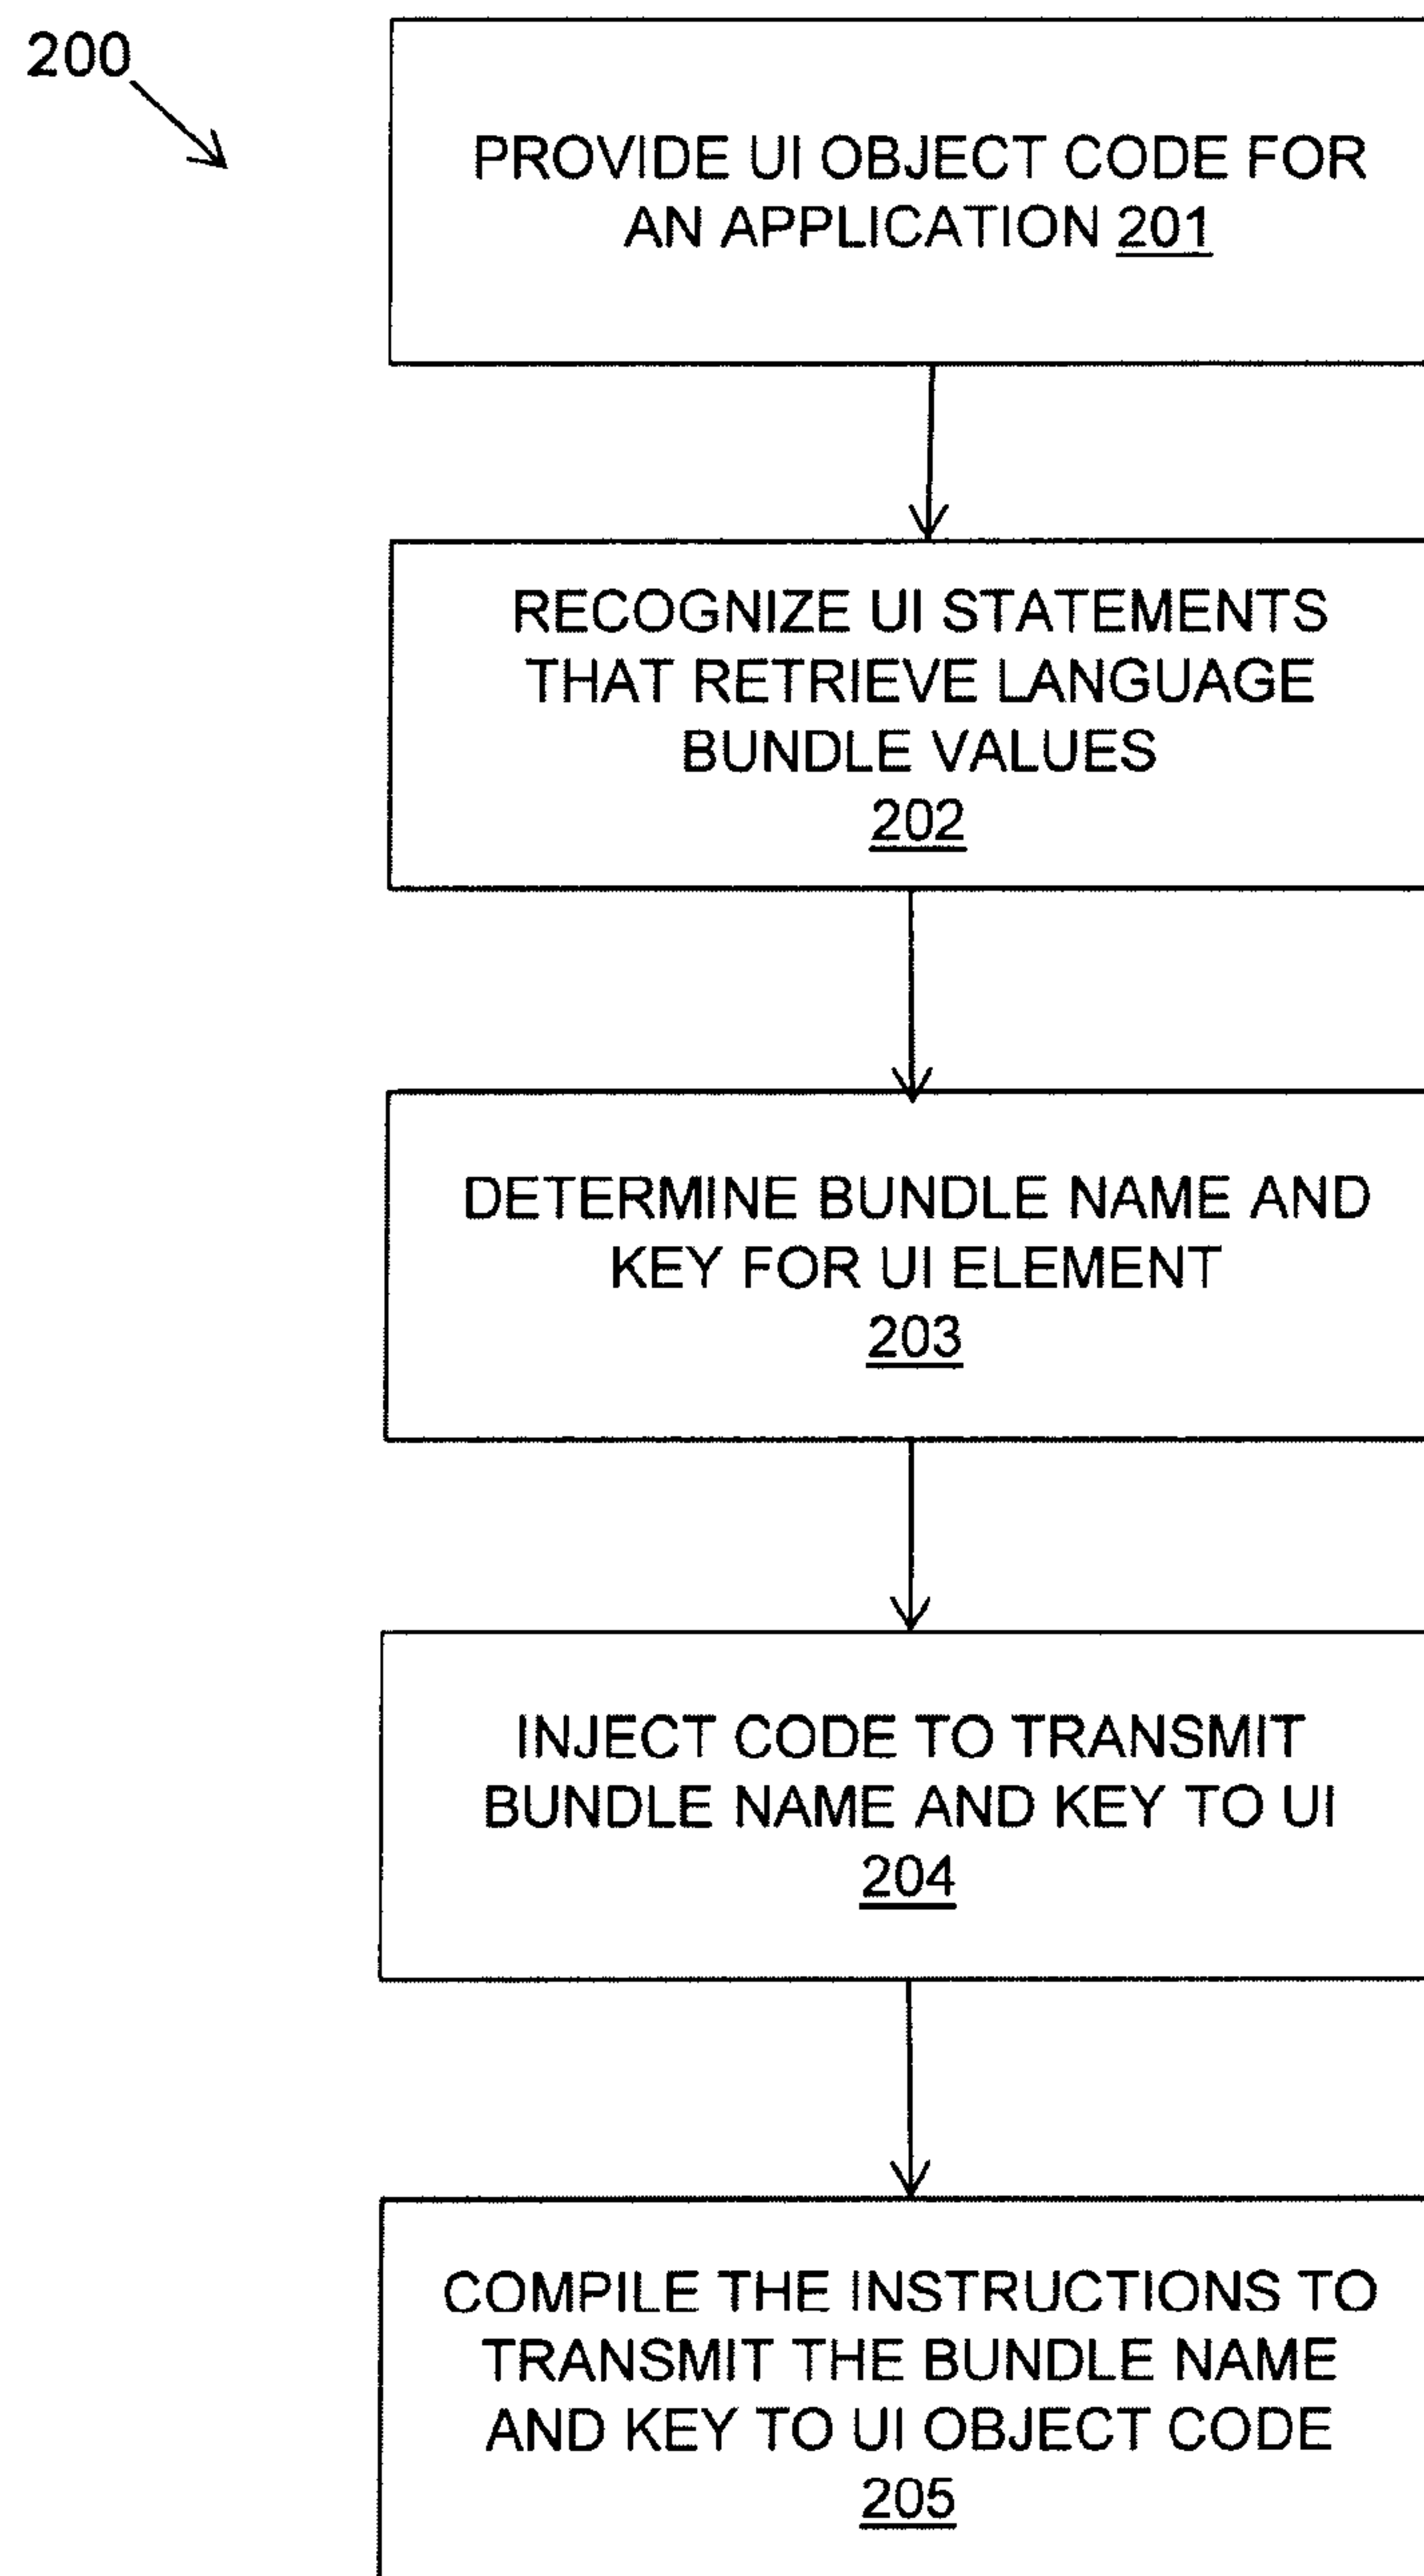 200
PROVIDE UI OBJECT CODE FOR
AN APPLICATION 201
RECOGNIZE UI STATEMENTS
THAT RETRIEVE LANGUAGE
BUNDLE VALUES
202
DETERMINE BUNDLE NAME AND
KEY FOR UI ELEMENT
203
INJECT CODE TO TRANSMIT
BUNDLE NAME AND KEY TO UI
204
COMPILE THE INSTRUCTIONS TO
TRANSMIT THE BUNDLE NAME
AND KEY TO UI OBJECT CODE
205